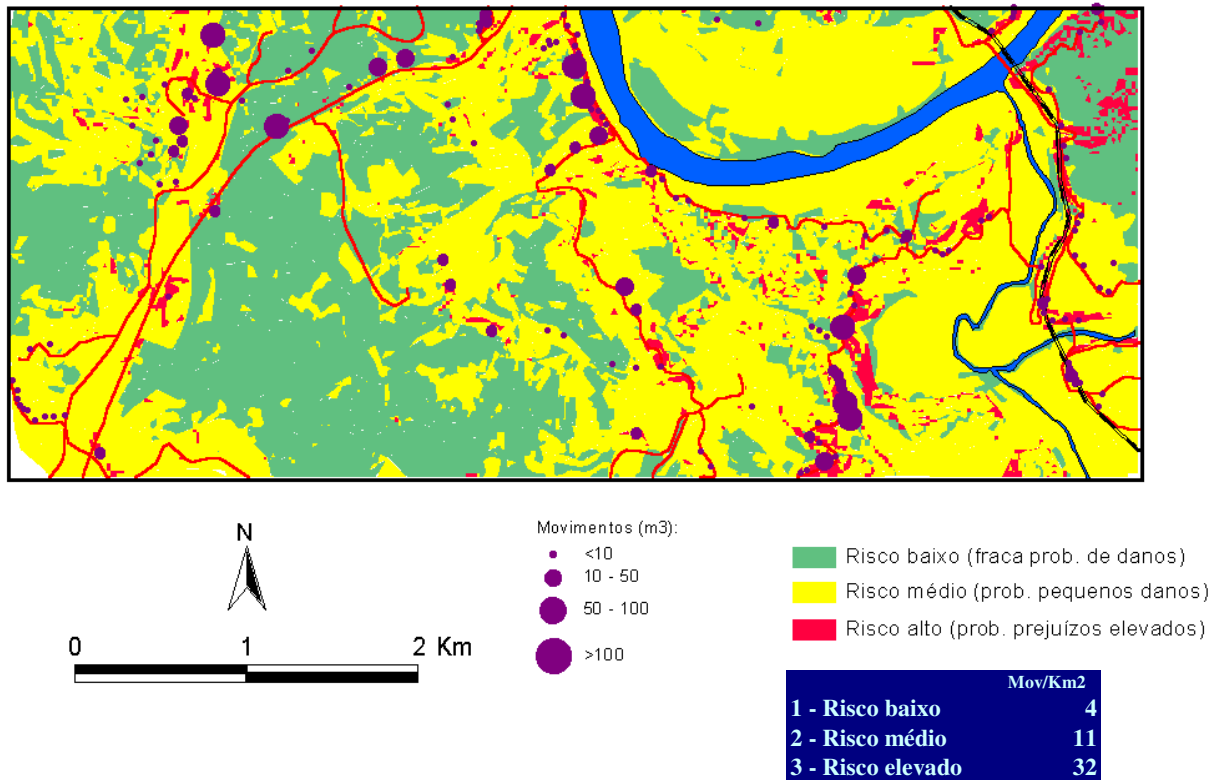 N
0 1 2 Km
Movimentos (m3):
<10
10 - 50
50 - 100
>100
Risco baixo (fraca prob. de danos)
Risco médio (prob. pequenos danos)
Risco alto (prob. prejuízos elevados)
Mov/Km2
1 - Risco baixo 4
2 - Risco médio 11
3 - Risco elevado 32